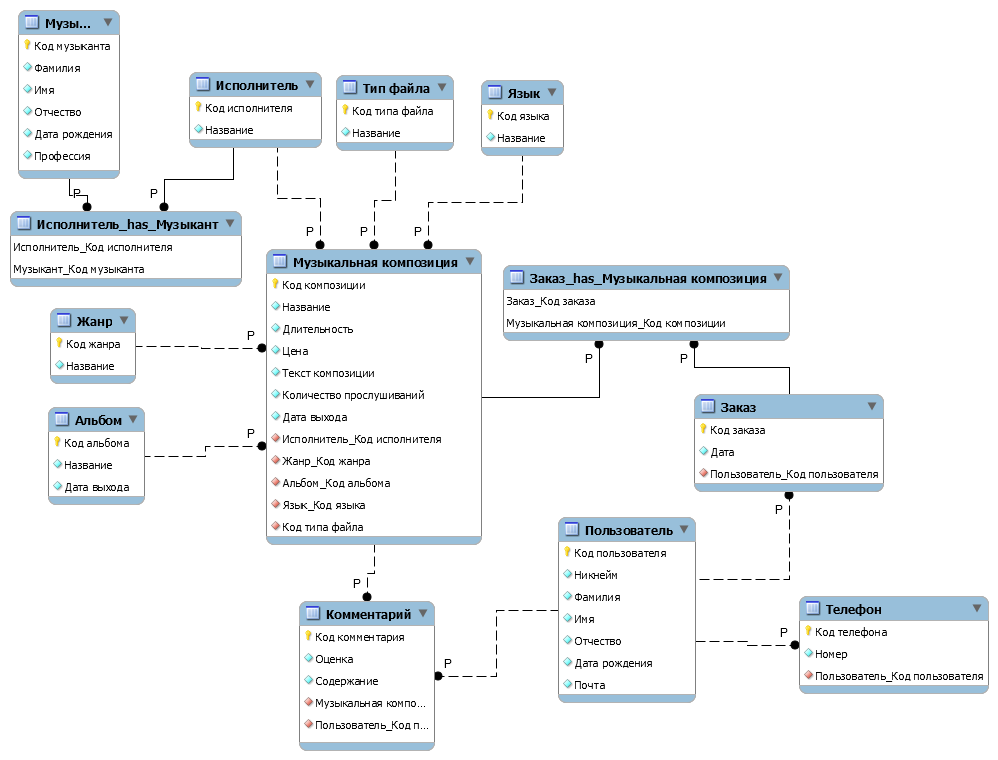 Музы...
Код музыканта
Фамилия
Имя
Отчество
Дата рождения
Профессия
Исполнитель
Код исполнителя
Название
Тип файла
Код типа файла
Название
Язык
Код языка
Название
P
P
Исполнитель_has_Музыкант
Исполнитель_Код исполнителя
Музыкант_Код музыканта
P
P
P
Музыкальная композиция
Код композиции
Название
Длительность
Цена
Текст композиции
Количество прослушиваний
Дата выхода
Исполнитель_Код исполнителя
Жанр_Код жанра
Альбом_Код альбома
Язык_Код языка
Код типа файла
Заказ_has_Музыкальная композиция
Заказ_Код заказа
Музыкальная композиция_Код композиции
P
P
Жанр
Код жанра
Название
P
Альбом
Код альбома
Название
Дата выхода
P
Заказ
Код заказа
Дата
Пользователь_Код пользователя
P
Пользователь
Код пользователя
Никнейм
Фамилия
Имя
Отчество
Дата рождения
Почта
P
Комментарий
Код комментария
Оценка
Содержание
Музыкальная компо...
Пользователь_Код п...
P
P
Телефон
Код телефона
Номер
Пользователь_Код пользователя